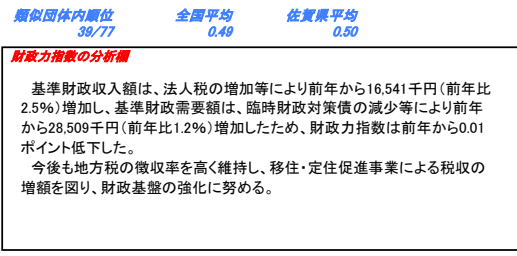 類似団体内順位 全国平均 佐賀県平均
39/77 0.49 0.50
財政力指数の分析欄
基準財政収入額は、法人税の増加等により前年から16,541千円（前年比
2.5％）増加し、基準財政需要額は、臨時財政対策債の減少等により前年
から28,509千円（前年比1.2％）増加したため、財政力指数は前年から0.01
ポイント低下した。
今後も地方税の徴収率を高く維持し、移住・定住促進事業による税収の
増額を図り、財政基盤の強化に努める。